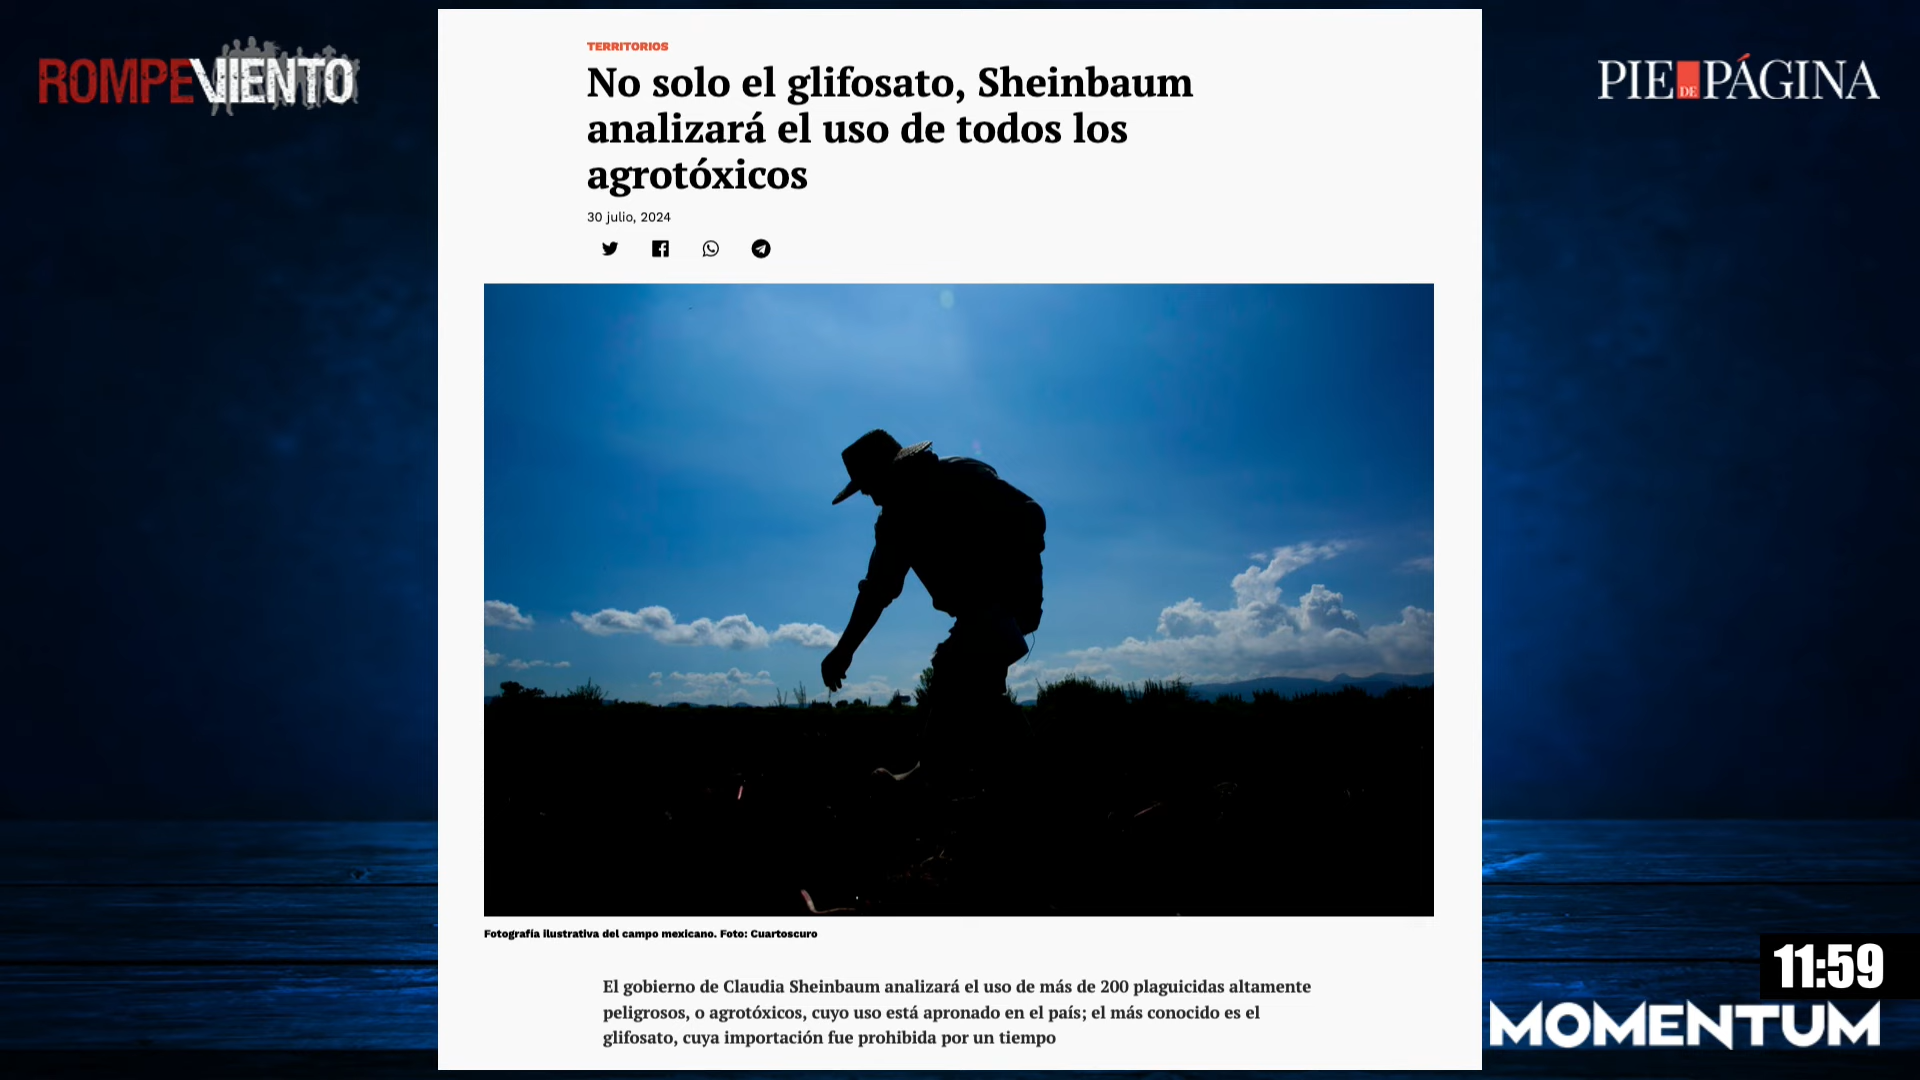 ROMPEVIENTO
PIE DE PÁGINA
TERRITORIOS
No solo el glifosato, Sheinbaum
analizará el uso de todos los
agrotóxicos
30 julio, 2024
Fotografía ilustrativa del campo mexicano. Foto: Cuartoscuro
El gobierno de Claudia Sheinbaum analizará el uso de más de 200 plaguicidas altamente
peligrosos, o agrotóxicos, cuyo uso está apronado en el país; el más conocido es el
glifosato, cuya importación fue prohibida por un tiempo
11:59
MOMENTUM